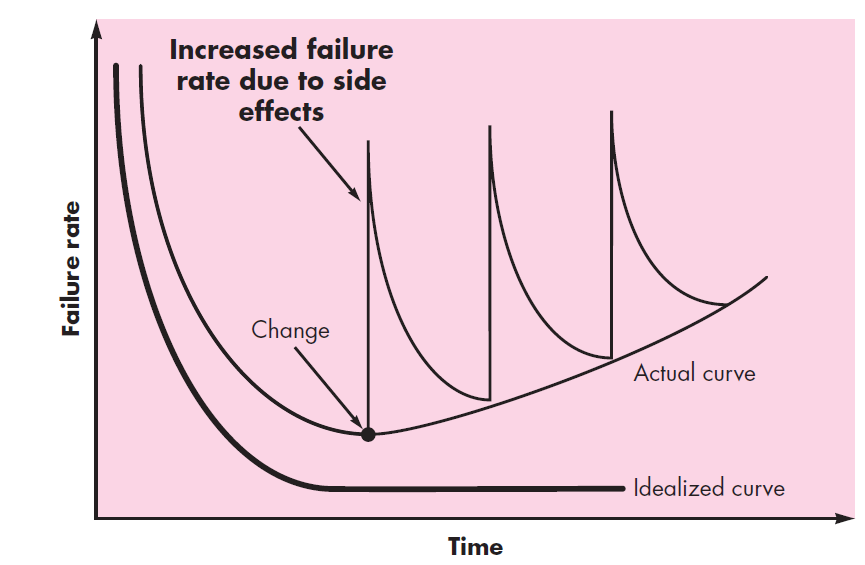 Increased failure
rate due to side
effects
Failure rate
Change
Actual curve
Idealized curve
Time